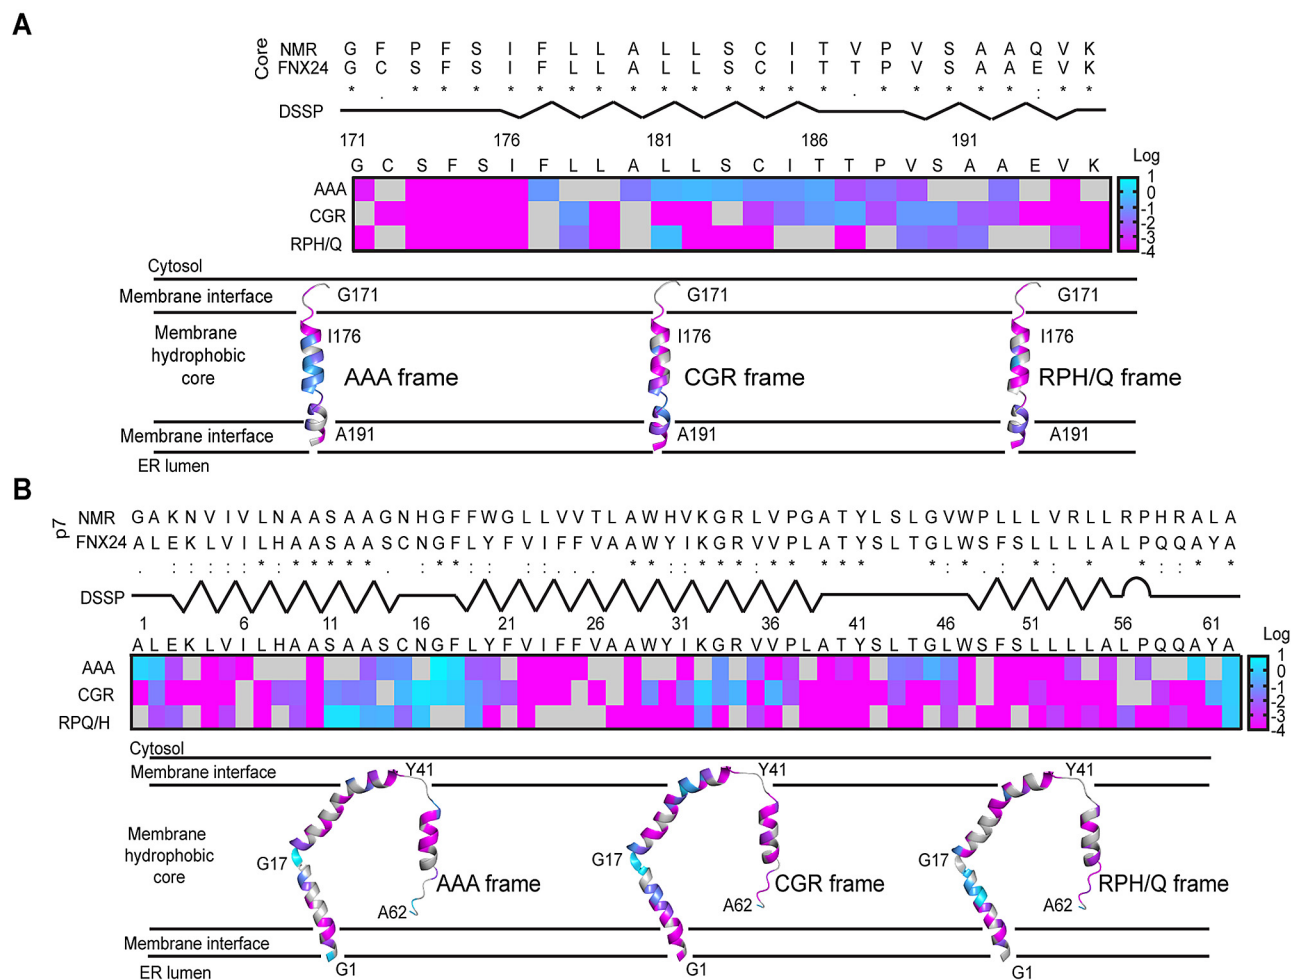 A
Core
NMR G F P F S I F L L A L L S C I T V P V S A A Q V K
FNX24 G C S F S I F L L A L L S C I T T P V S A A E V K
* . * * * * * * * * * * * * * * . * * * * * : * *
DSSP
171 176 181 186 191
G C S F S I F L L A L L S C I T T P V S A A E V K
Log
AAA
CGR
RPH/Q
1
0
-1
-2
-3
-4
Cytosol
Membrane interface G171 G171 G171
Membrane hydrophobic core
I176 I176 I176
AAA frame CGR frame RPH/Q frame
Membrane interface A191 A191 A191
ER lumen
B
p7
NMR G A K N V I V L N A A S A A G N H G F F W G L L V V T L A W H V K G R L V P G A T Y L S L G V W P L L L V R L L R P H R A L A
FNX24 A L E K L V I L H A A S A A S C N G F L Y F V I F F V A A W Y I K G R V V P L A T Y S L T G L W S F S L L L L A L P Q Q A Y A
DSSP
1 6 11 16 21 26 31 36 41 46 51 56 61
A L E K L V I L H A A S A A S C N G F L Y F V I F F V A A W Y I K G R V V P L A T Y S L T G L W S F S L L L L A L P Q Q A Y A
Log
AAA
CGR
RPQ/H
1
0
-1
-2
-3
-4
Cytosol
Membrane interface Y41 Y41 Y41
Membrane hydrophobic core
G17 G17 G17
AAA frame CGR frame RPH/Q frame
A62 A62 A62
Membrane interface
ER lumen G1 G1 G1